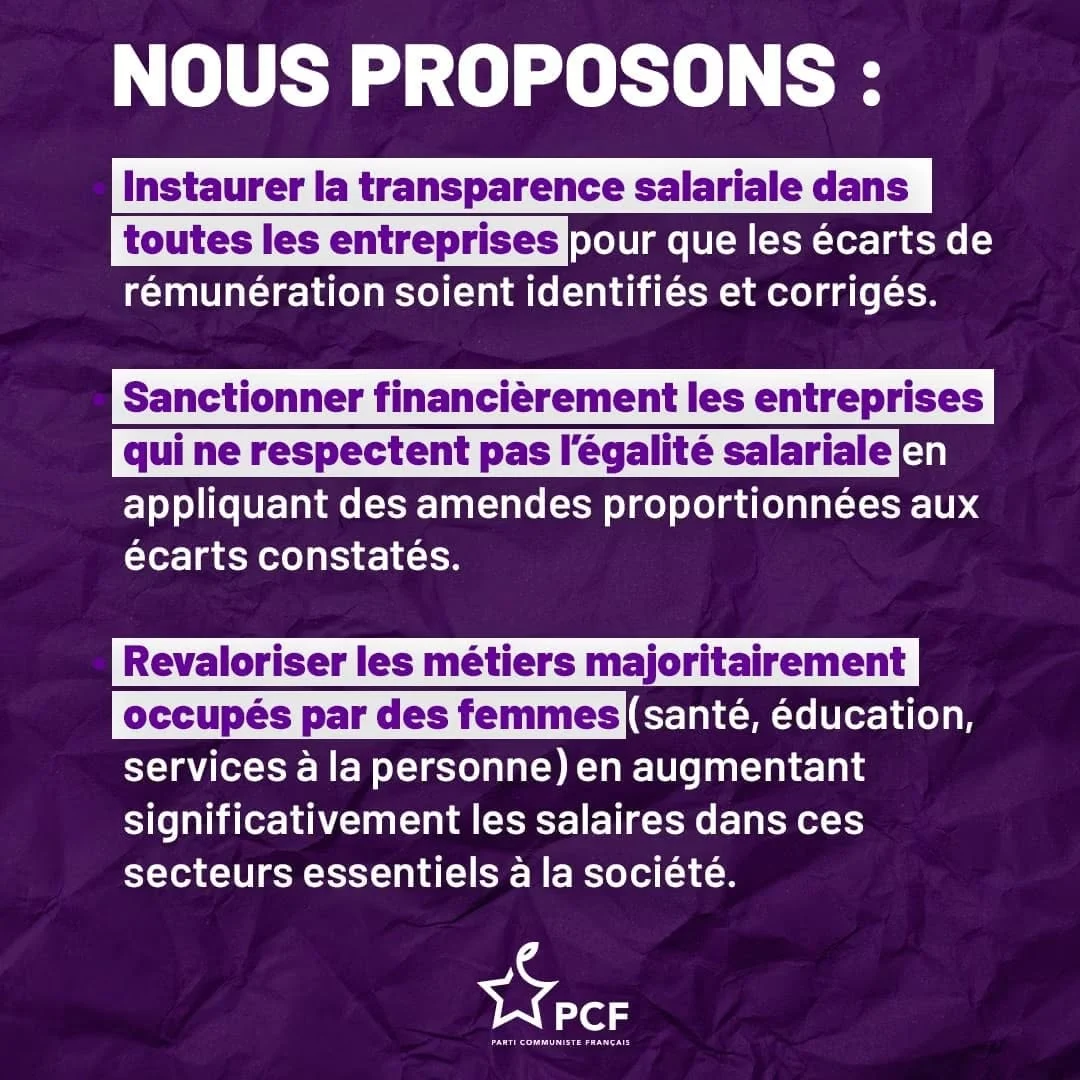 NOUS PROPOSONS :
Instaurer la transparence salariale dans
toutes les entreprises pour que les écarts de
rémunération soient identifiés et corrigés.
Sanctionner financièrement les entreprises
qui ne respectent pas l’égalité salariale en
appliquant des amendes proportionnées aux
écarts constatés.
Revaloriser les métiers majoritairement
occupés par des femmes (santé, éducation,
services à la personne) en augmentant
significativement les salaires dans ces
secteurs essentiels à la société.
PCF
PARTI COMMUNISTE FRANÇAIS